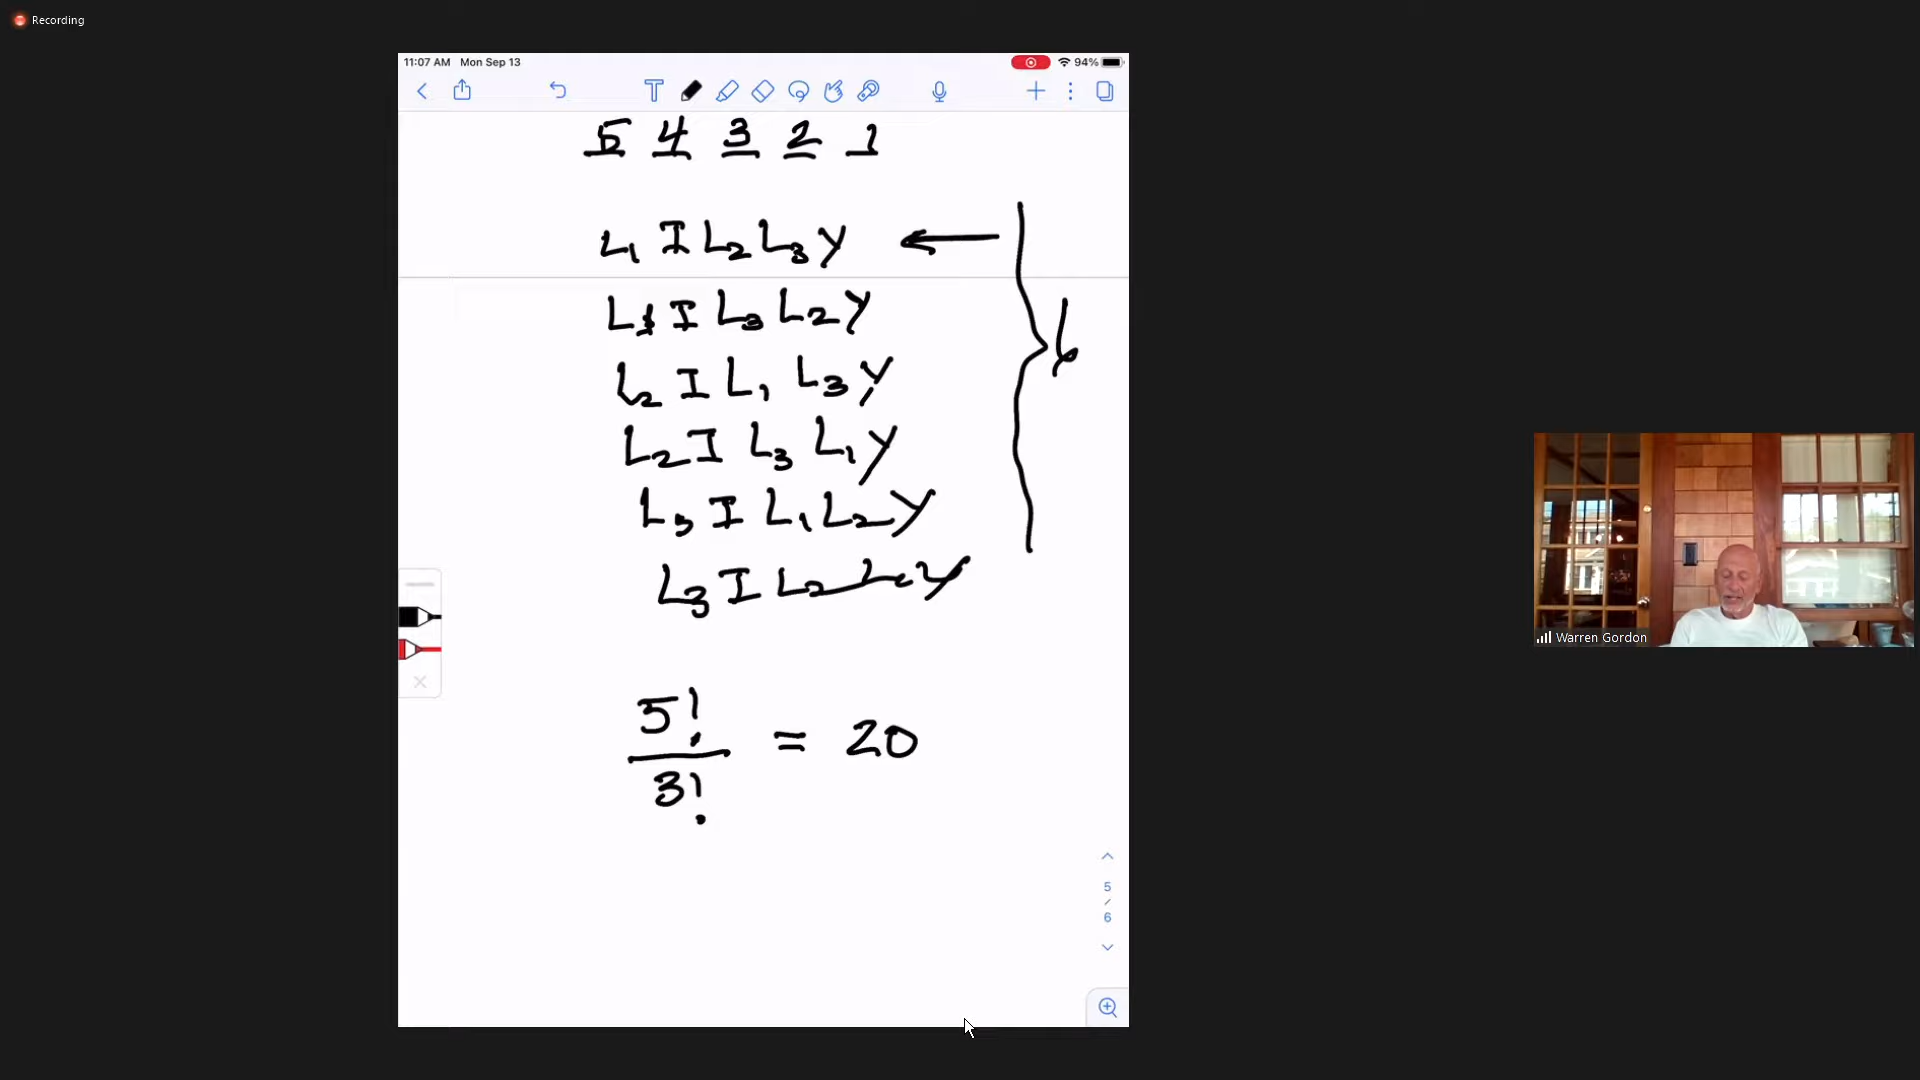 Recording
11:07 AM Mon Sep 13
94%
T
5 4 3 2 1
L1 I L2 L3 Y
L1 I L3 L2 Y
L2 I L1 L3 Y
L2 I L3 L1 Y
L3 I L1 L2 Y
L3 I L2 L1 Y
6
5!
3!
= 20
5
/
6
Warren Gordon